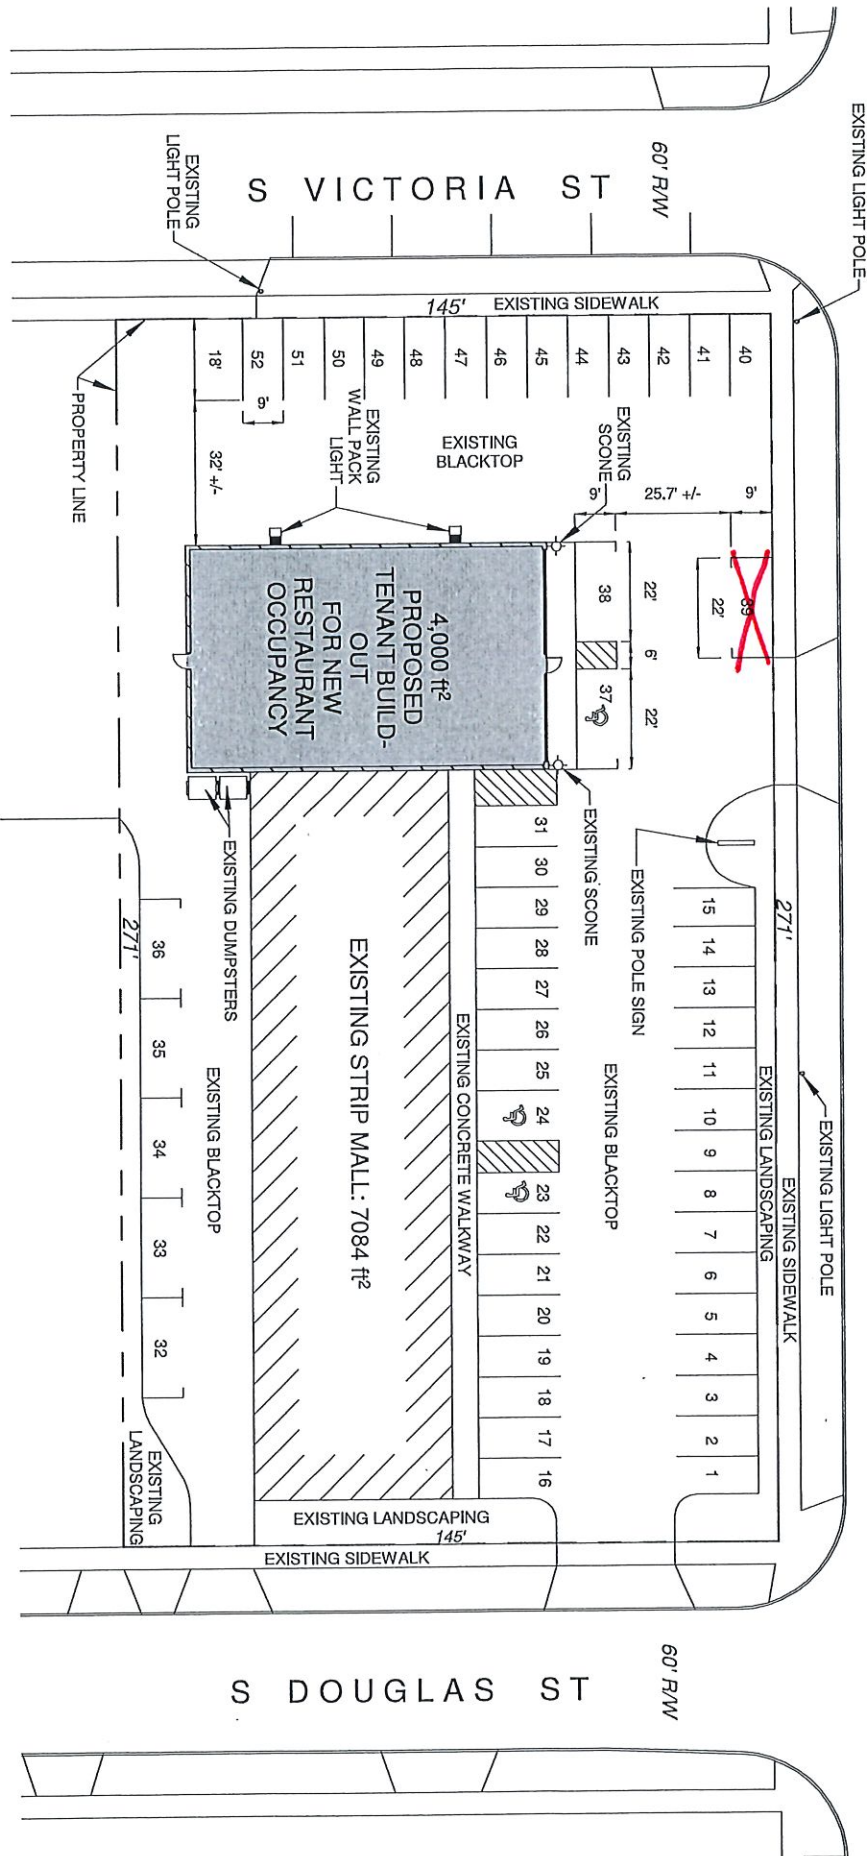 EXISTING LIGHT POLE
60' R/W
S VICTORIA ST
EXISTING
LIGHT POLE
145'
EXISTING SIDEWALK
40
41
42
43
44
45
46
47
48
49
50
51
52
18'
9'
32' +/-
PROPERTY LINE
EXISTING
BLACKTOP
EXISTING
WALL PACK
LIGHT
EXISTING
SCONE
9'
25.7' +/-
9'
39
22'
22'
6'
22'
38
37
4,000 ft²
PROPOSED
TENANT BUILD-
OUT
FOR NEW
RESTAURANT
OCCUPANCY
EXISTING SCONE
EXISTING POLE SIGN
EXISTING DUMPSTERS
31
30
29
28
27
26
25
24
23
22
21
20
19
18
17
16
15
14
13
12
11
10
9
8
7
6
5
4
3
2
1
271'
EXISTING LANDSCAPING
EXISTING SIDEWALK
EXISTING LIGHT POLE
EXISTING BLACKTOP
EXISTING CONCRETE WALKWAY
EXISTING STRIP MALL: 7084 ft²
EXISTING BLACKTOP
271'
36
35
34
33
32
EXISTING
LANDSCAPING
EXISTING LANDSCAPING
145'
EXISTING SIDEWALK
60' R/W
S DOUGLAS ST